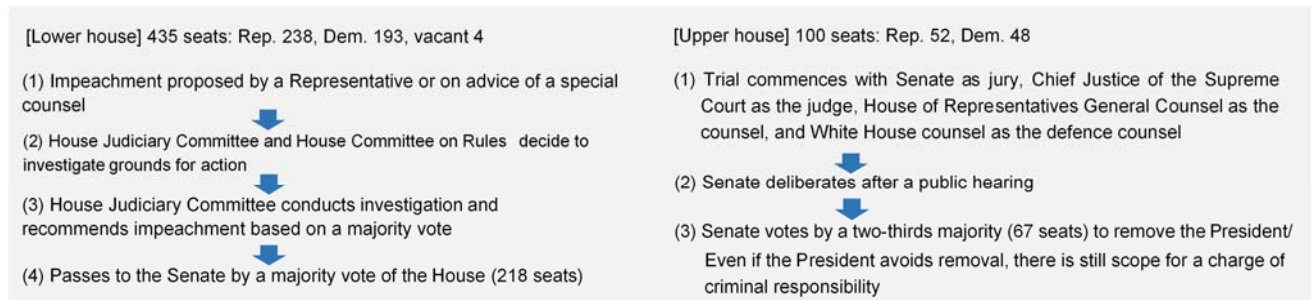 [Lower house] 435 seats: Rep. 238, Dem. 193, vacant 4
(1) Impeachment proposed by a Representative or on advice of a special
counsel
(2) House Judiciary Committee and House Committee on Rules decide to
investigate grounds for action
(3) House Judiciary Committee conducts investigation and
recommends impeachment based on a majority vote
(4) Passes to the Senate by a majority vote of the House (218 seats)
[Upper house] 100 seats: Rep. 52, Dem. 48
(1) Trial commences with Senate as jury, Chief Justice of the Supreme
Court as the judge, House of Representatives General Counsel as the
counsel, and White House counsel as the defence counsel
(2) Senate deliberates after a public hearing
(3) Senate votes by a two-thirds majority (67 seats) to remove the President/
Even if the President avoids removal, there is still scope for a charge of
criminal responsibility